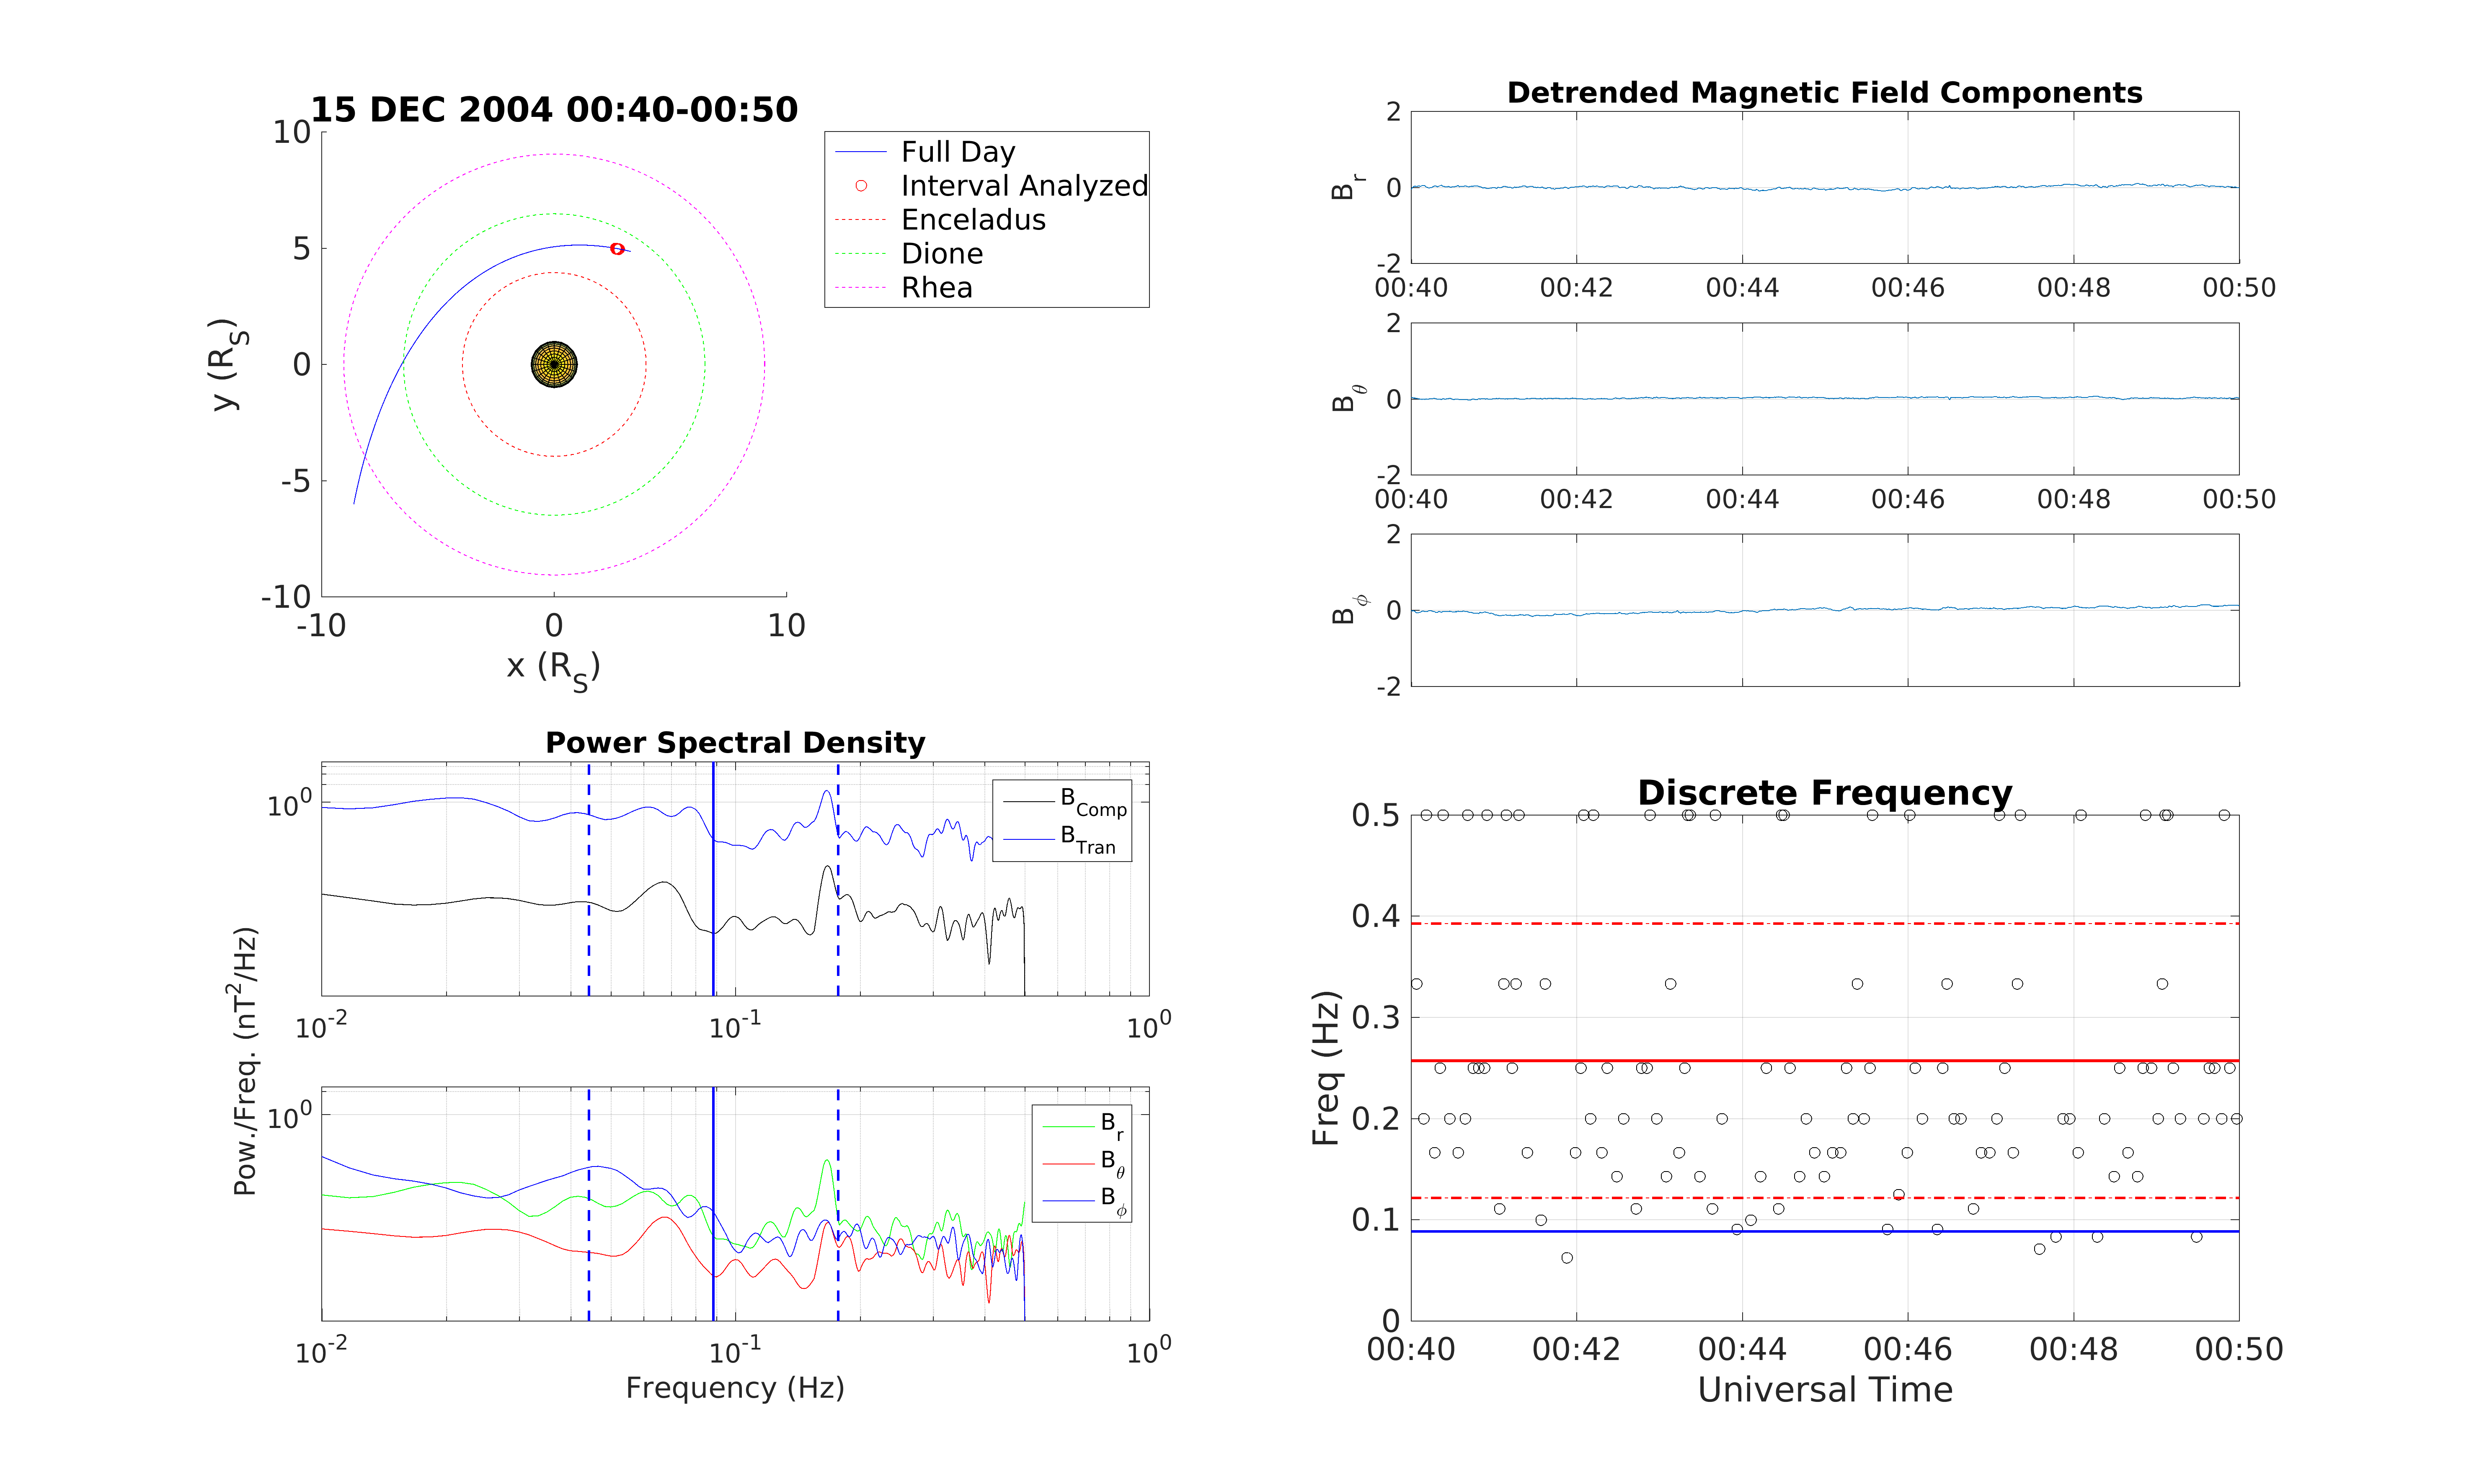 15 DEC 2004 00:40-00:50
10
5
0
-5
-10
-10 0 10
y (R_S)
x (R_S)
Full Day
Interval Analyzed
Enceladus
Dione
Rhea
Detrended Magnetic Field Components
2
0
-2
B_r
00:40 00:42 00:44 00:46 00:48 00:50
2
0
-2
B_θ
00:40 00:42 00:44 00:46 00:48 00:50
2
0
-2
B_ϕ
Power Spectral Density
10^0
B_Comp
B_Tran
10^-2 10^-1 10^0
Pow./Freq. (nT^2/Hz)
10^0
B_r
B_θ
B_ϕ
10^-2 10^-1 10^0
Frequency (Hz)
Discrete Frequency
0.5
0.4
0.3
0.2
0.1
0
Freq (Hz)
00:40 00:42 00:44 00:46 00:48 00:50
Universal Time